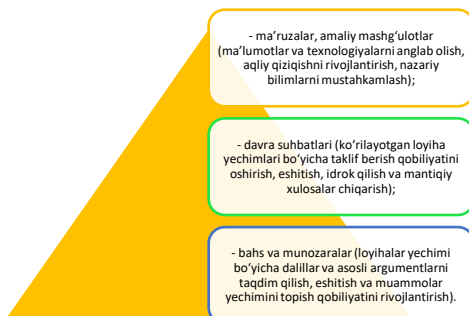 - ma’ruzalar, amaliy mashg‘ulotlar
(ma’lumotlar va texnologiyalarni anglab olish,
aqliy qiziqishni rivojlantirish, nazariy
bilimlarni mustahkamlash);
- davra suhbatlari (ko‘rilayotgan loyiha
yechimlari bo‘yicha taklif berish qobiliyatini
oshirish, eshitish, idrok qilish va mantiqiy
xulosalar chiqarish);
- bahs va munozaralar (loyihalar yechimi
bo‘yicha dalillar va asosli argumentlarni
taqdim qilish, eshitish va muammolar
yechimini topish qobiliyatini rivojlantirish).